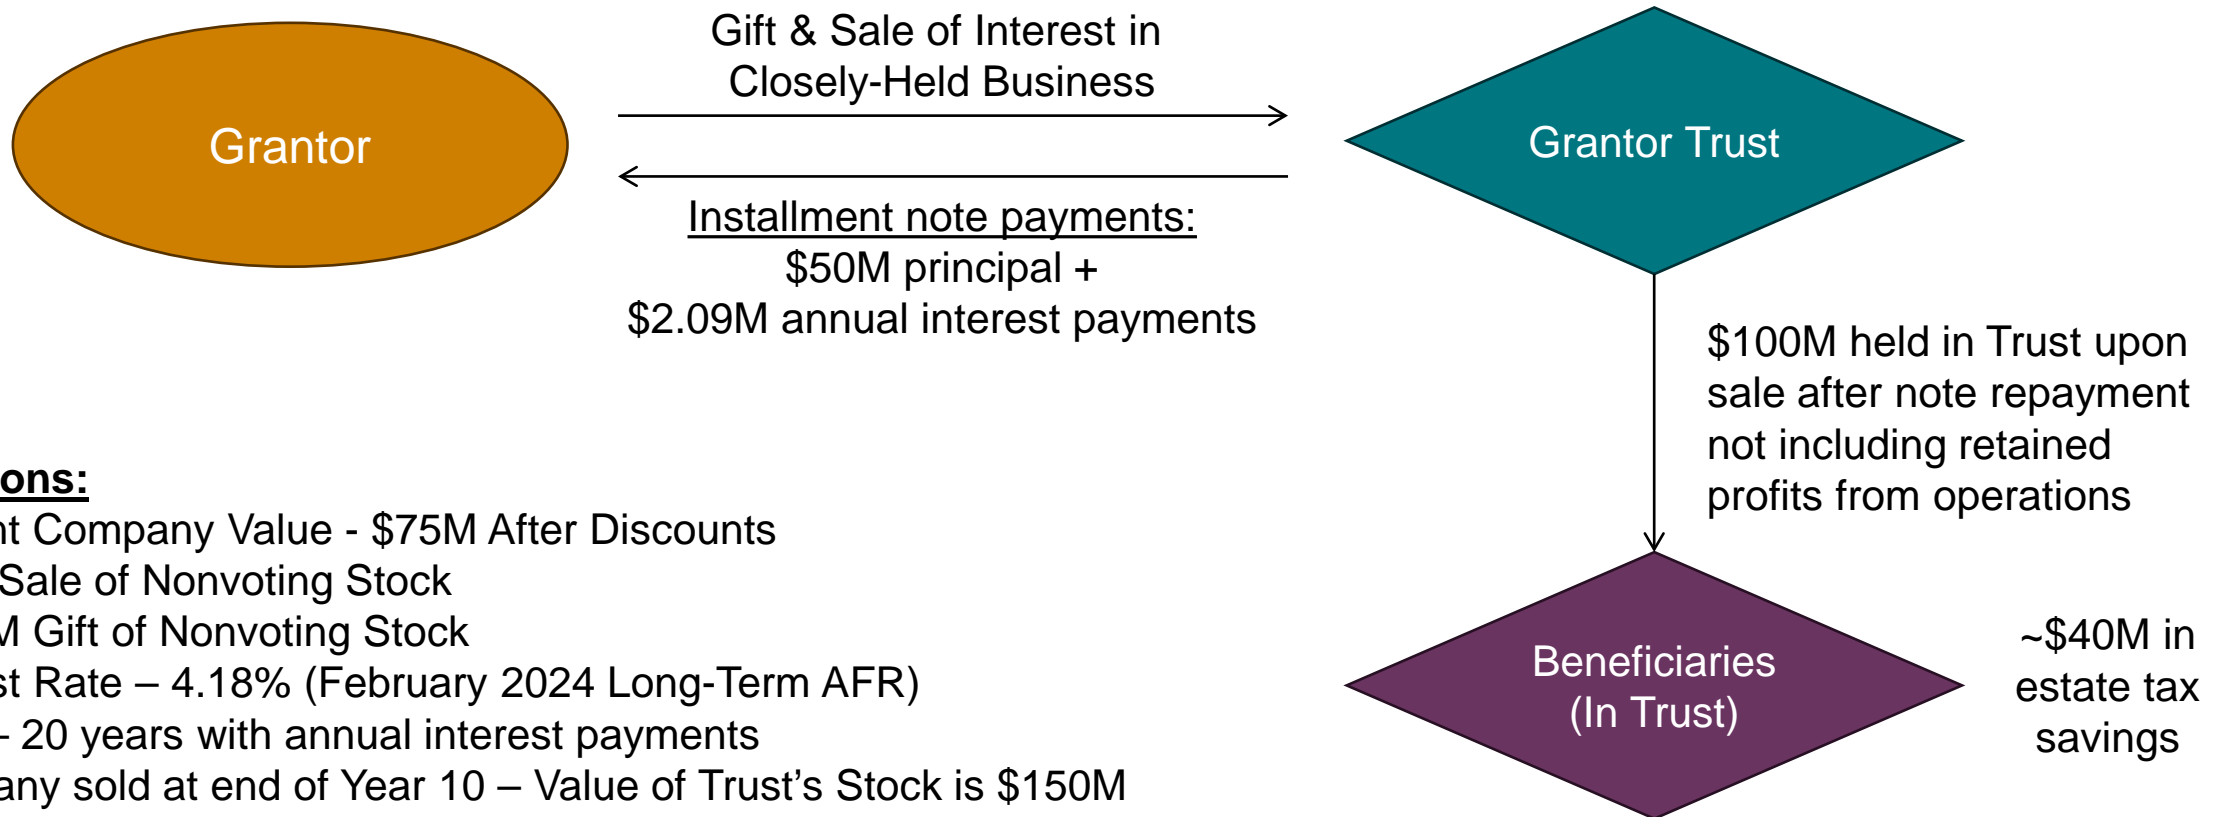 Gift & Sale of Interest in
Closely-Held Business
Grantor
Grantor Trust
Installment note payments:
$50M principal +
$2.09M annual interest payments
$100M held in Trust upon
sale after note repayment
not including retained
profits from operations
ons:
nt Company Value - $75M After Discounts
Sale of Nonvoting Stock
M Gift of Nonvoting Stock
st Rate – 4.18% (February 2024 Long-Term AFR)
– 20 years with annual interest payments
any sold at end of Year 10 – Value of Trust's Stock is $150M
Beneficiaries
(In Trust)
~$40M in
estate tax
savings